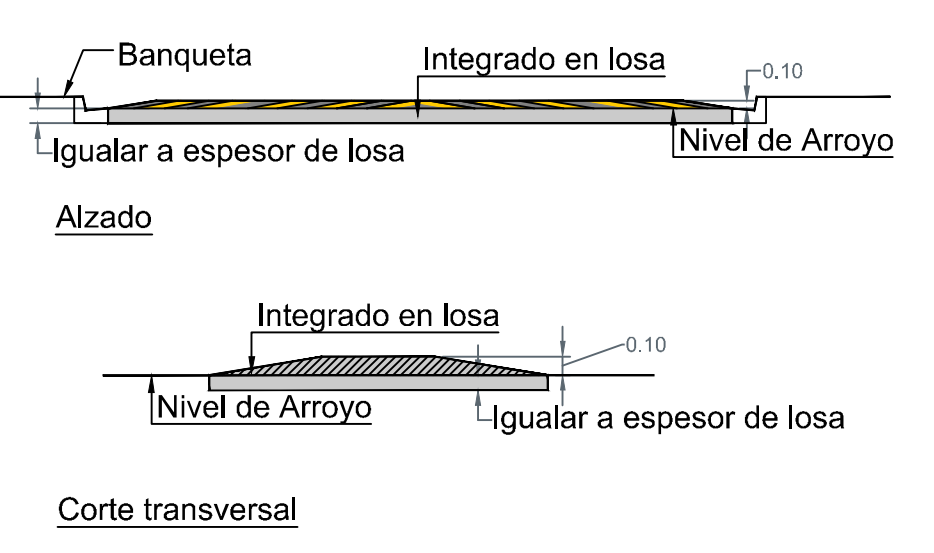 Banqueta
Integrado en losa
0.10
Igualar a espesor de losa
Nivel de Arroyo
Alzado
Integrado en losa
0.10
Nivel de Arroyo
Igualar a espesor de losa
Corte transversal